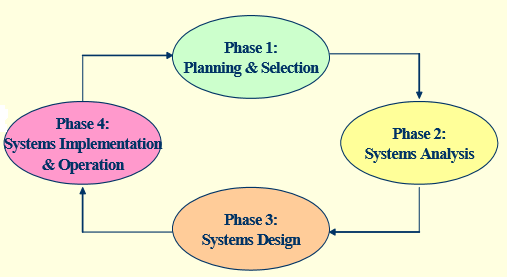 Phase 1:
Planning & Selection
Phase 2:
Systems Analysis
Phase 3:
Systems Design
Phase 4:
Systems Implementation
& Operation